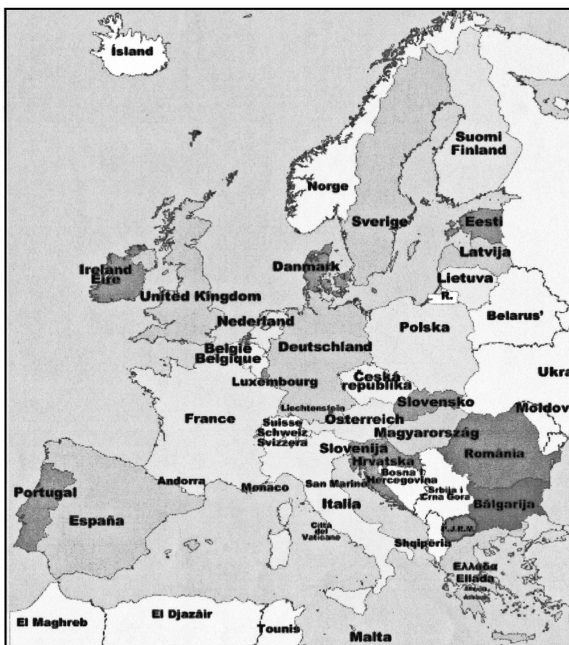 Ísland
Suomi
Finland
Norge
Sverige
Eesti
Latvija
Ireland
Eire
Danmark
Lietuva
R.
United Kingdom
Belarus'
Nederland
Polska
België
Belgique
Deutschland
Ukra
Luxembourg
Česká
republika
Slovensko
Moldov
Liechtenstein
France
Suisse
Schweiz
Svizzera
Österreich
Magyarország
Slovenija
România
Hrvatska
Bosna i
Hercegovina
Andorra
Monaco
San Marino
Srbija i
Crna Gora
Portugal
España
Italia
Bâlgarija
Città
del
Vaticano
P.J.R.M.
Shqipëria
Ελλάδα
Ellada
El Maghreb
El Djazâir
Tounis
Malta